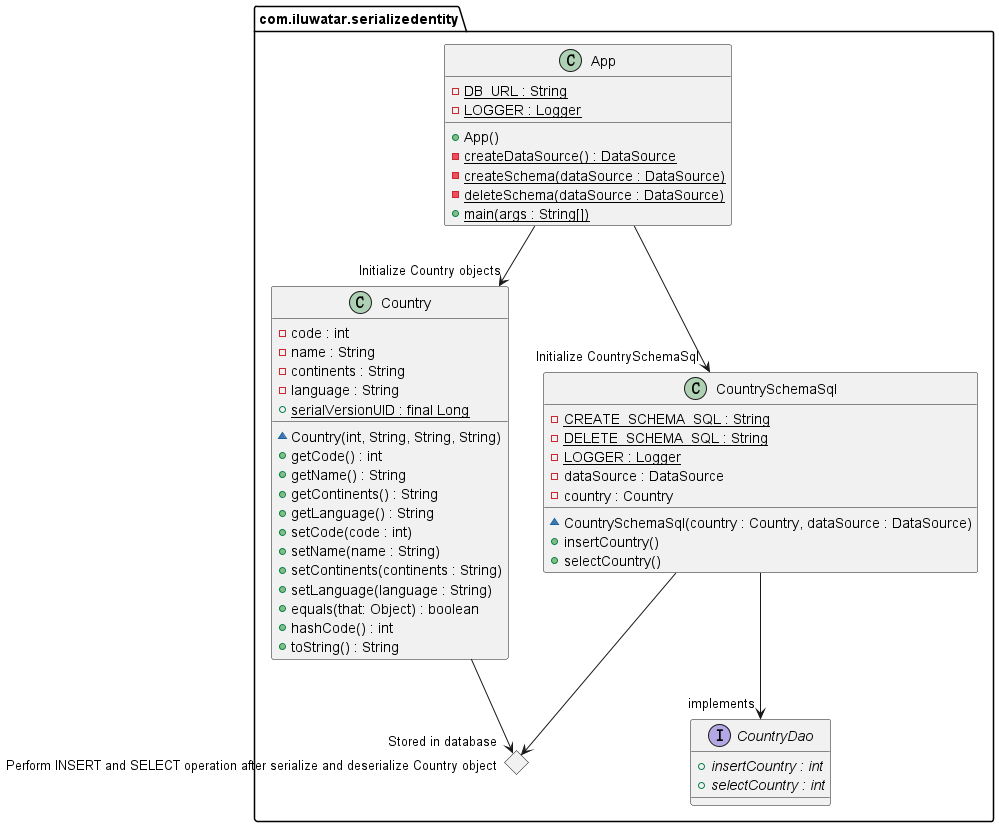 com.iluwatar.serializedentity
C App
DB_URL : String
LOGGER : Logger
App()
createDataSource() : DataSource
createSchema(dataSource : DataSource)
deleteSchema(dataSource : DataSource)
main(args : String[])
Initialize Country objects
C Country
code : int
name : String
continents : String
language : String
serialVersionUID : final Long
Country(int, String, String, String)
getCode() : int
getName() : String
getContinents() : String
getLanguage() : String
setCode(code : int)
setName(name : String)
setContinents(continents : String)
setLanguage(language : String)
equals(that: Object) : boolean
hashCode() : int
toString() : String
Initialize CountrySchemaSql
C CountrySchemaSql
CREATE_SCHEMA_SQL : String
DELETE_SCHEMA_SQL : String
LOGGER : Logger
dataSource : DataSource
country : Country
CountrySchemaSql(country : Country, dataSource : DataSource)
insertCountry()
selectCountry()
Stored in database
Perform INSERT and SELECT operation after serialize and deserialize Country object
implements
I CountryDao
insertCountry : int
selectCountry : int